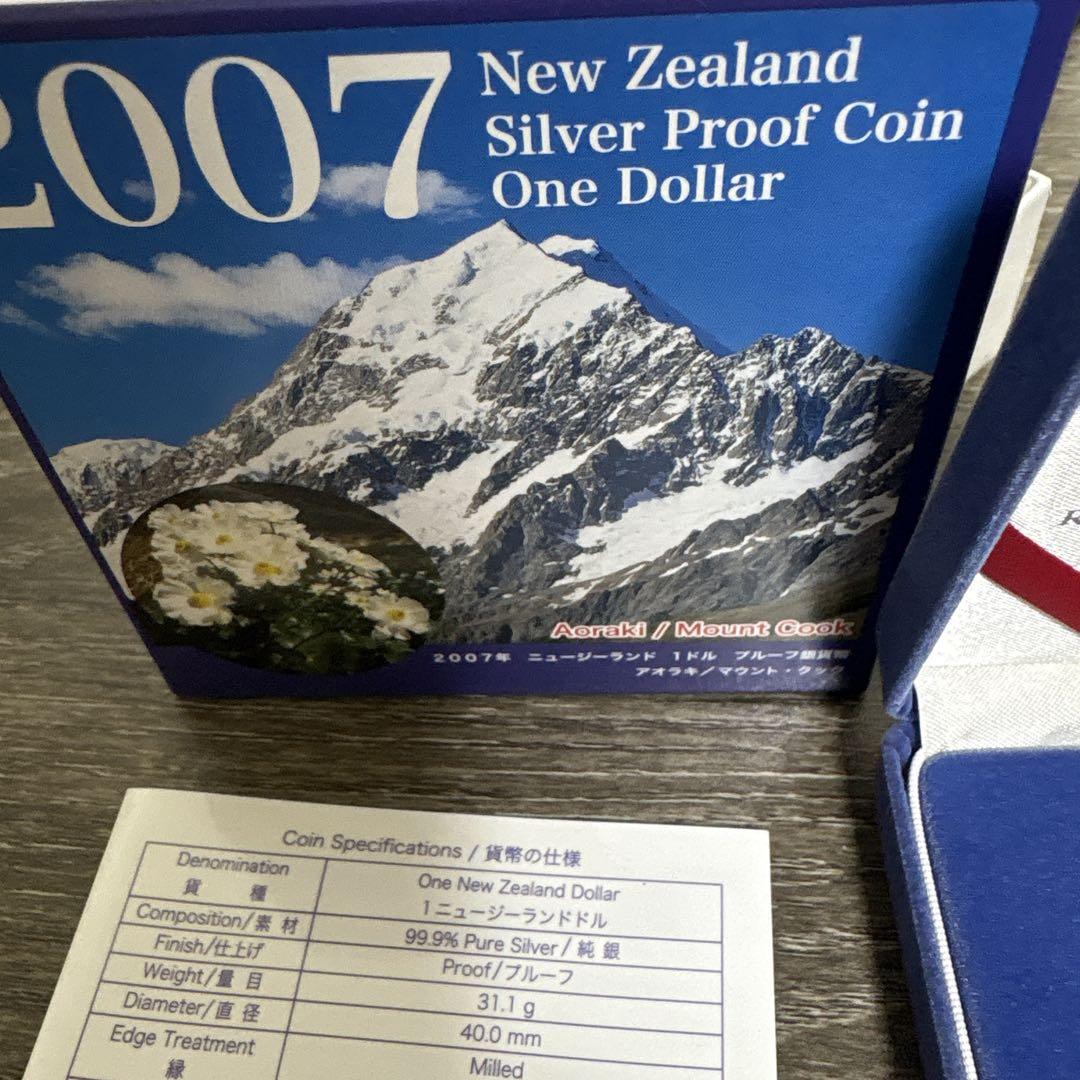 2007
New Zealand
Silver Proof Coin
One Dollar
Aoraki / Mount Cook
2007年 ニュージーランド 1ドル プルーフ銀貨幣
アオラキ／マウント・クック
Coin Specifications / 貨幣の仕様
Denomination
貨 種
One New Zealand Dollar
1ニュージーランドドル
Composition/素 材
99.9% Pure Silver / 純 銀
Finish/仕上げ
Proof/プルーフ
Weight/量 目
31.1 g
Diameter/直 径
40.0 mm
Edge Treatment
縁
Milled